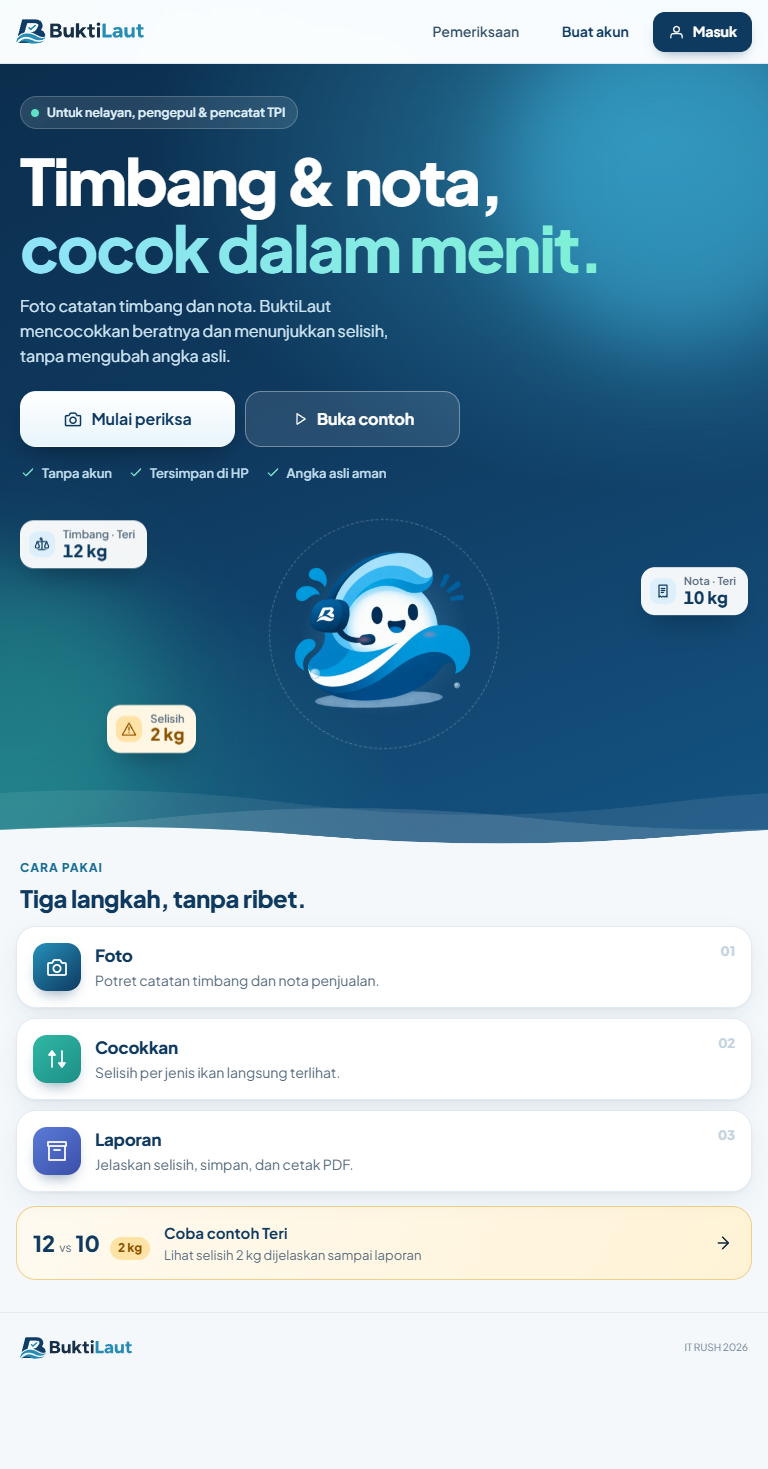 BuktiLaut
Pemeriksaan
Buat akun
Masuk
Untuk nelayan, pengepul & pencatat TPI
Timbang & nota,
cocok dalam menit.
Foto catatan timbang dan nota. BuktiLaut
mencocokkan beratnya dan menunjukkan selisih,
tanpa mengubah angka asli.
Mulai periksa
Buka contoh
Tanpa akun
Tersimpan di HP
Angka asli aman
Timbang · Teri
12 kg
Nota · Teri
10 kg
Selisih
2 kg
CARA PAKAI
Tiga langkah, tanpa ribet.
Foto
01
Potret catatan timbang dan nota penjualan.
Cocokkan
02
Selisih per jenis ikan langsung terlihat.
Laporan
03
Jelaskan selisih, simpan, dan cetak PDF.
12 vs 10 2 kg
Coba contoh Teri
Lihat selisih 2 kg dijelaskan sampai laporan
BuktiLaut
IT RUSH 2026